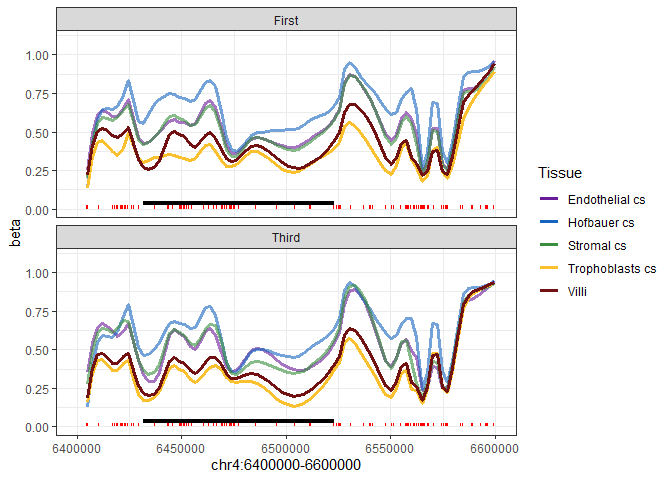 First
1.00
0.75
0.50
0.25
0.00
beta
Third
1.00
0.75
0.50
0.25
0.00
6400000 6450000 6500000 6550000 6600000
chr4:6400000-6600000
Tissue
Endothelial cs
Hofbauer cs
Stromal cs
Trophoblasts cs
Villi